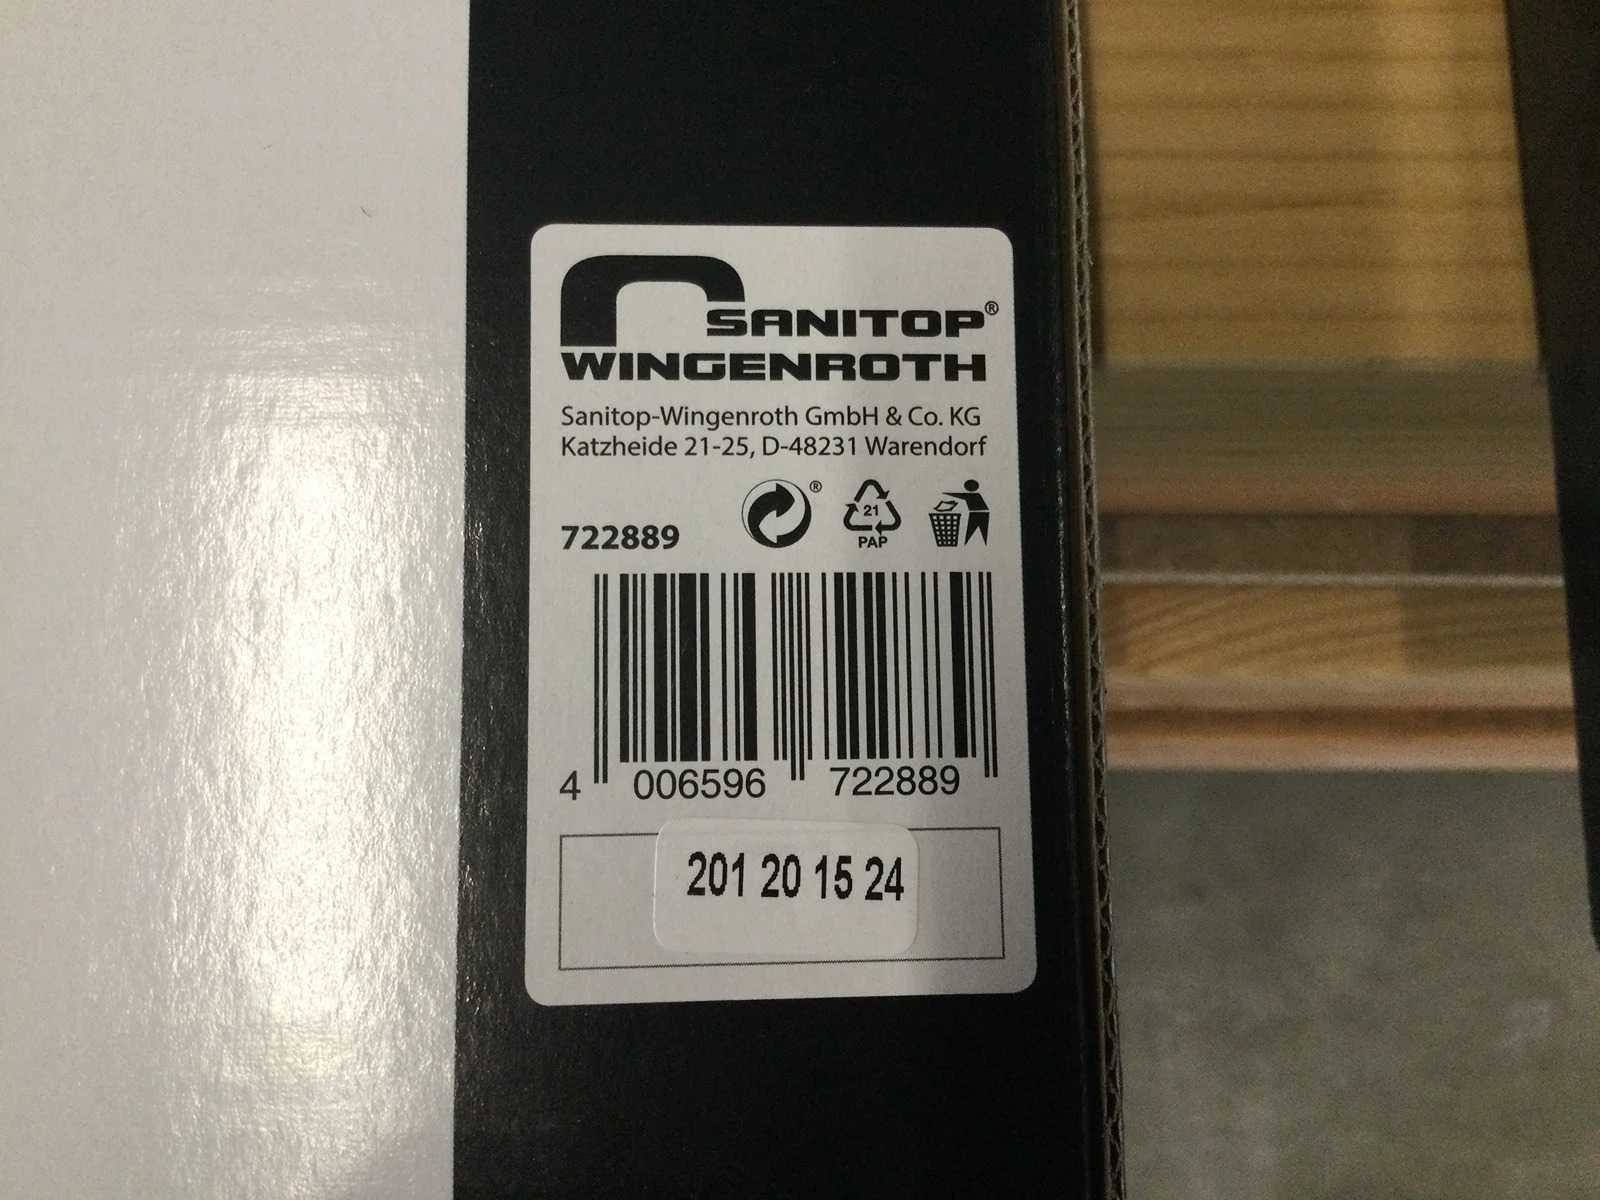 SANITOP®
WINGENROTH
Sanitop-Wingenroth GmbH & Co. KG
Katzheide 21-25, D-48231 Warendorf
®
722889
21
PAP
4 006596 722889
201 20 15 24